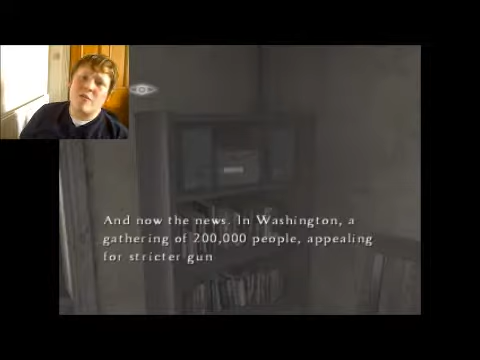 And now the news. In Washington, a
gathering of 200,000 people, appealing
for stricter gun